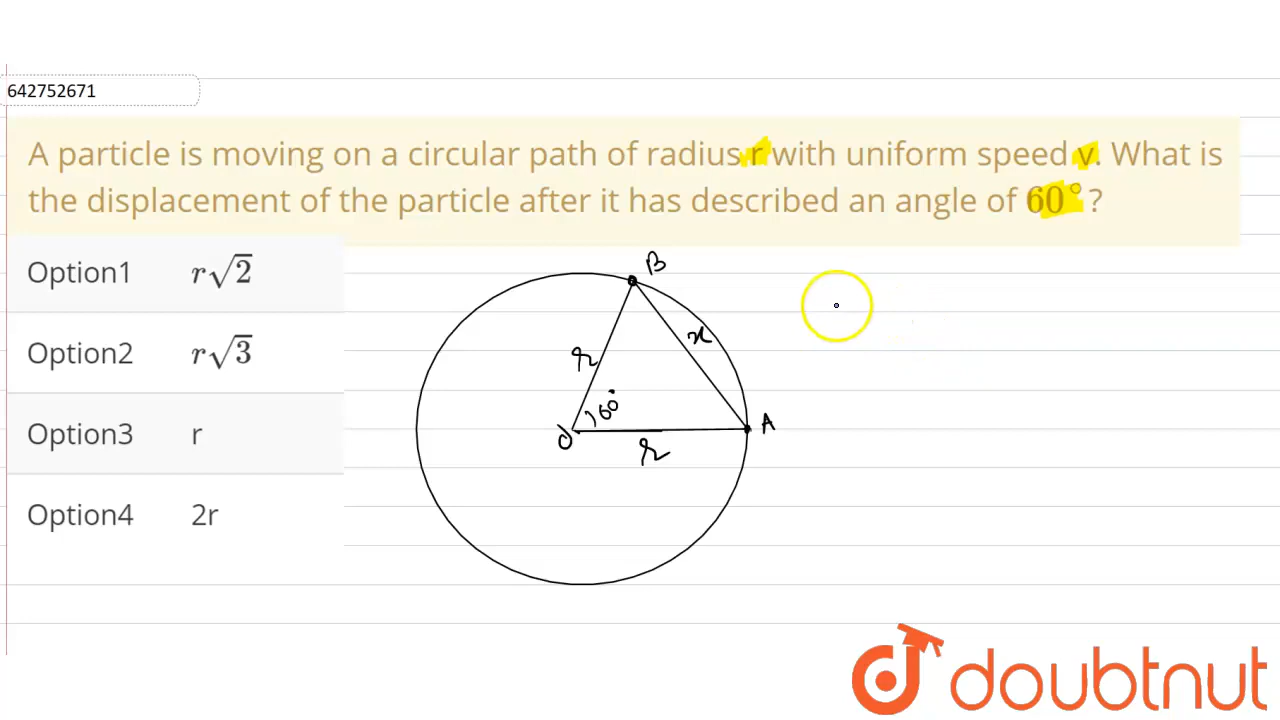 642752671
A particle is moving on a circular path of radius r with uniform speed v. What is
the displacement of the particle after it has described an angle of 60°?
Option1 r√2
Option2 r√3
Option3 r
Option4 2r
B
r
x
60°
O
A
r
doubtnut